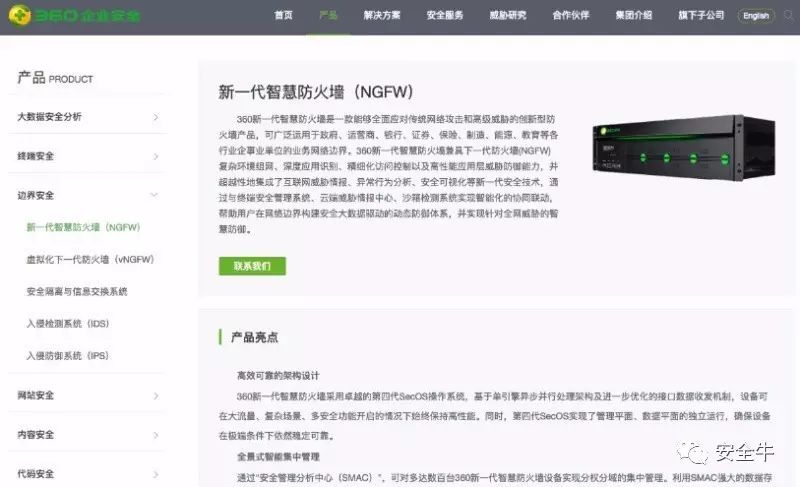 360企业安全
首页 产品 解决方案 安全服务 威胁研究 合作伙伴 集团介绍 旗下子公司 English
产品 PRODUCT
大数据安全分析
终端安全
边界安全
新一代智慧防火墙（NGFW）
虚拟化下一代防火墙（vNGFW）
安全隔离与信息交换系统
入侵检测系统（IDS）
入侵防御系统（IPS）
网站安全
内容安全
代码安全
新一代智慧防火墙（NGFW）
360新一代智慧防火墙是一款能够全面应对传统网络攻击和高级威胁的创新型防
火墙产品，可广泛运用于政府、运营商、银行、证券、保险、制造、能源、教育等各
行业企事业单位的业务网络边界。360新一代智慧防火墙兼具下一代防火墙(NGFW)
复杂环境组网、深度应用识别、精细化访问控制以及高性能应用层威胁防御能力，并
超越性地集成了互联网威胁情报、异常行为分析、安全可视化等新一代安全技术，通
过与终端安全管理系统、云端威胁情报中心、沙箱检测系统实现智能化的协同联动，
帮助用户在网络边界构建安全大数据驱动的动态防御体系，并实现针对全网威胁的智
慧防御。
联系我们
产品亮点
高效可靠的架构设计
360新一代智慧防火墙采用卓越的第四代SecOS操作系统，基于单引擎异步并行处理架构及进一步优化的接口数据收发机制，设备可
在大流量、复杂场景、多安全功能开启的情况下始终保持高性能。同时，第四代SecOS实现了管理平面、数据平面的独立运行，确保设备
在极端条件下依然稳定可靠。
全景式智能集中管理
通过“安全管理分析中心（SMAC）”，可对多达数百台360新一代智慧防火墙设备实现分权分域的集中管理。利用SMAC强大的数据存
安全牛